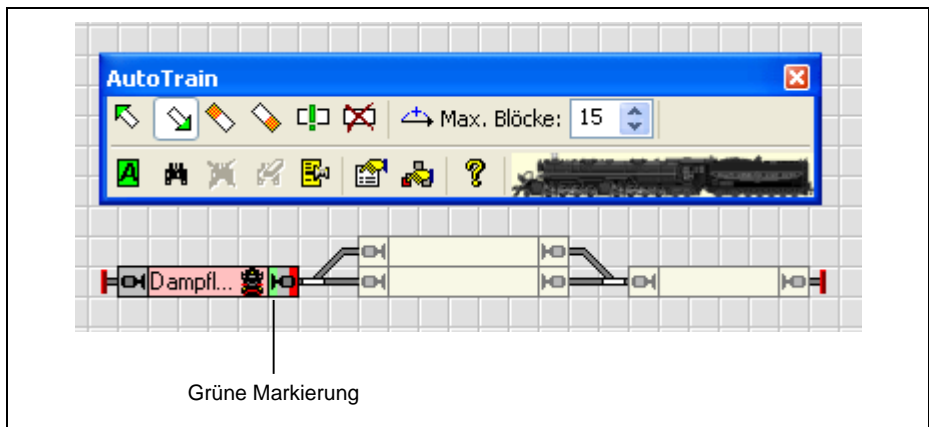 AutoTrain
Max. Blöcke: 15
A ?
Dampfl...
Grüne Markierung